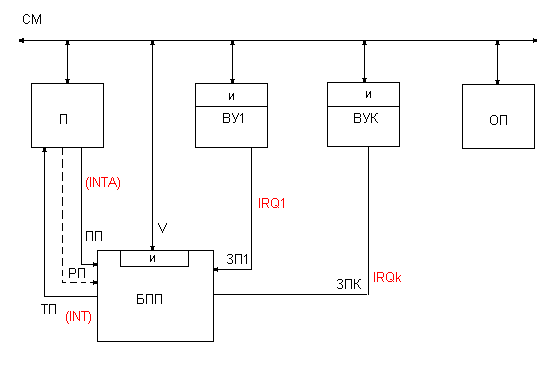 СМ
и
и
П
ВУ1
ВУК
ОП
(INTA)
IRQ1
ПП
V
РП
и
ЗП1
ЗПК
IRQk
БПП
ТП
(INT)